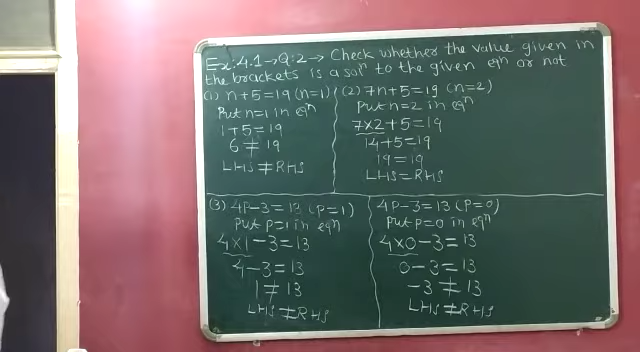 Ex:4.1→Q:2→ Check whether the value given in
the brackets is a solⁿ to the given eqⁿ or not
(1) n+5=19 (n=1)
Put n=1 in eqⁿ
1+5=19
6≠19
LHS≠RHS
(2) 7n+5=19 (n=2)
Put n=2 in eqⁿ
7×2+5=19
14+5=19
19=19
LHS=RHS
(3) 4P-3=13 (P=1)
Put P=1 in eqⁿ
4×1-3=13
4-3=13
1≠13
LHS≠RHS
4P-3=13 (P=0)
Put P=0 in eqⁿ
4×0-3=13
0-3=13
-3≠13
LHS≠RHS